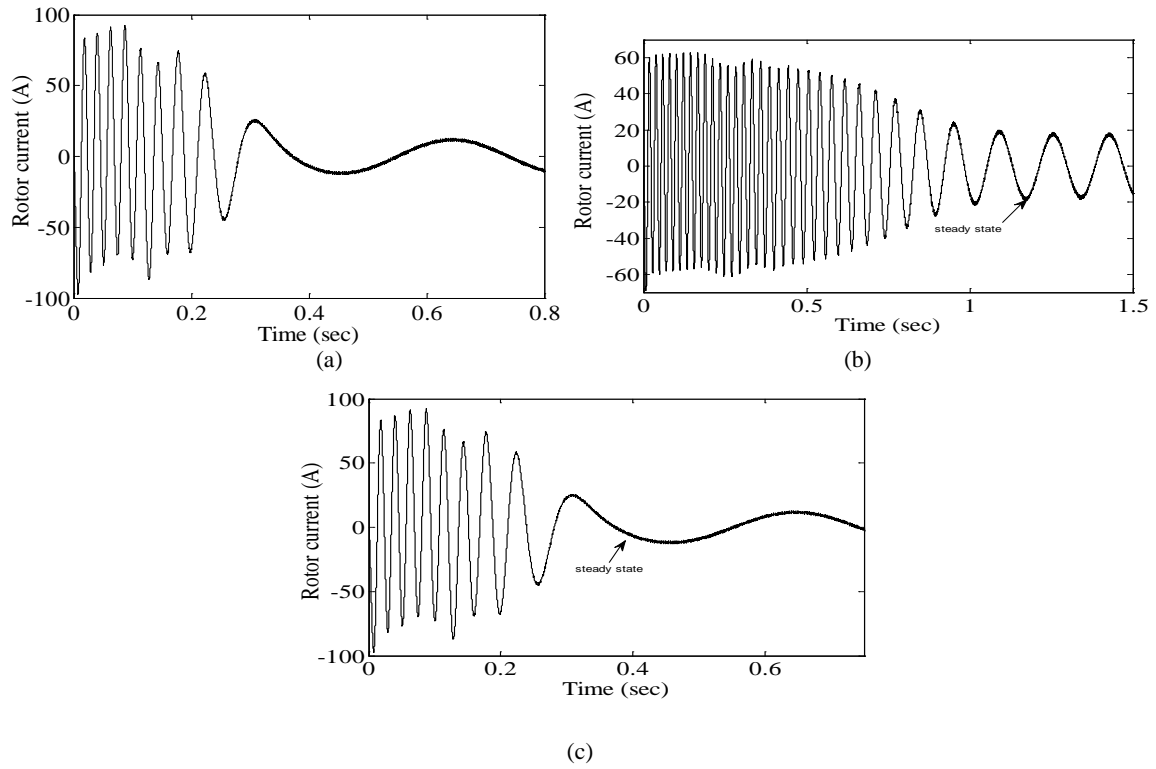 100
50
0
-50
-100
Rotor current (A)
0 0.2 0.4 0.6 0.8
Time (sec)
(a)
60
40
20
0
-20
-40
-60
Rotor current (A)
steady state
0 0.5 1 1.5
Time (sec)
(b)
100
50
0
-50
-100
Rotor current (A)
steady state
0 0.2 0.4 0.6
Time (sec)
(c)